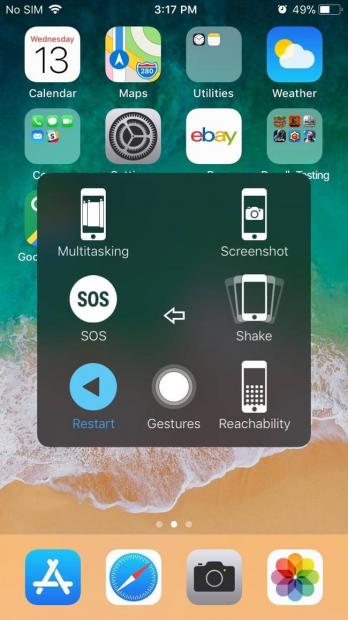 No SIM 3:17 PM 49%
Wednesday
13
280
Calendar Maps Utilities Weather
ebay
Testing
Multitasking Screenshot
SOS
SOS Shake
Restart Gestures Reachability